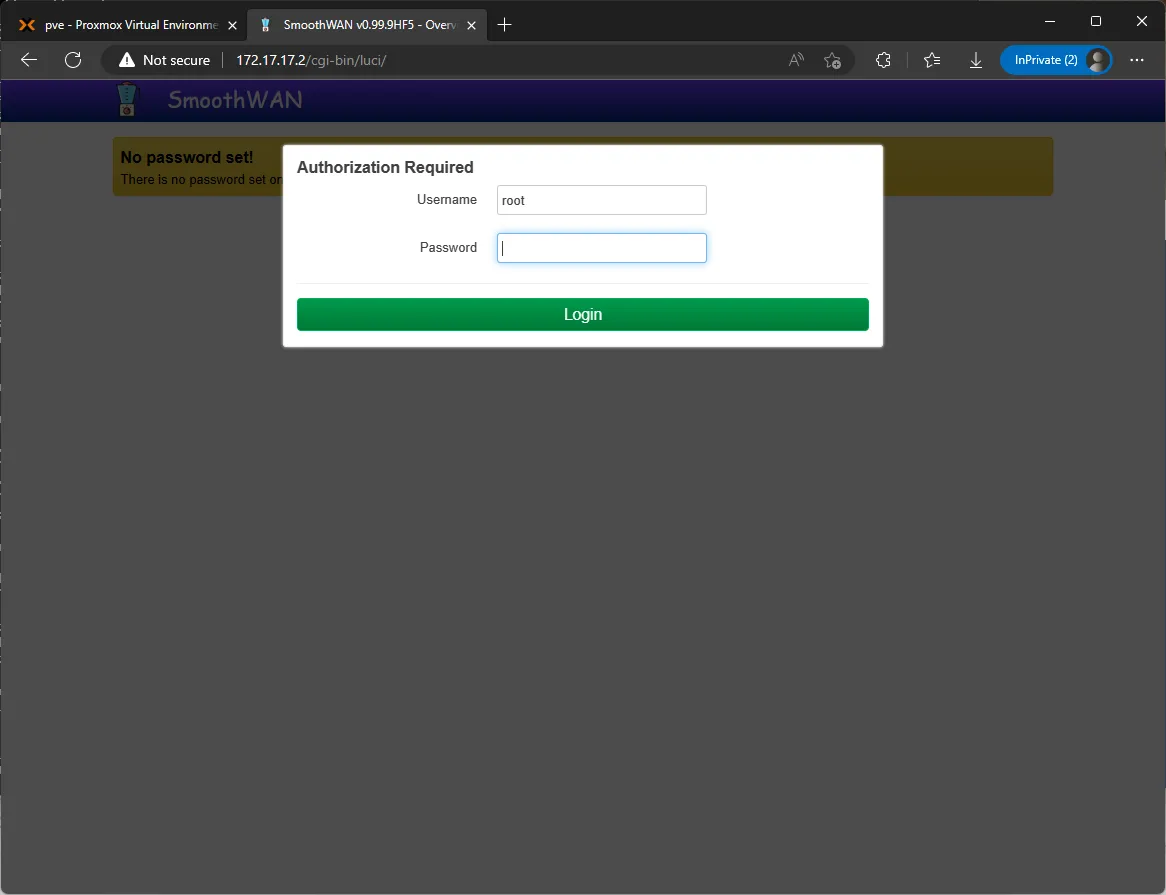 pve - Proxmox Virtual Environme
SmoothWAN v0.99.9HF5 - Overv
Not secure
172.17.17.2/cgi-bin/luci/
InPrivate (2)
SmoothWAN
No password set!
There is no password set on
Authorization Required
Username
root
Password
Login